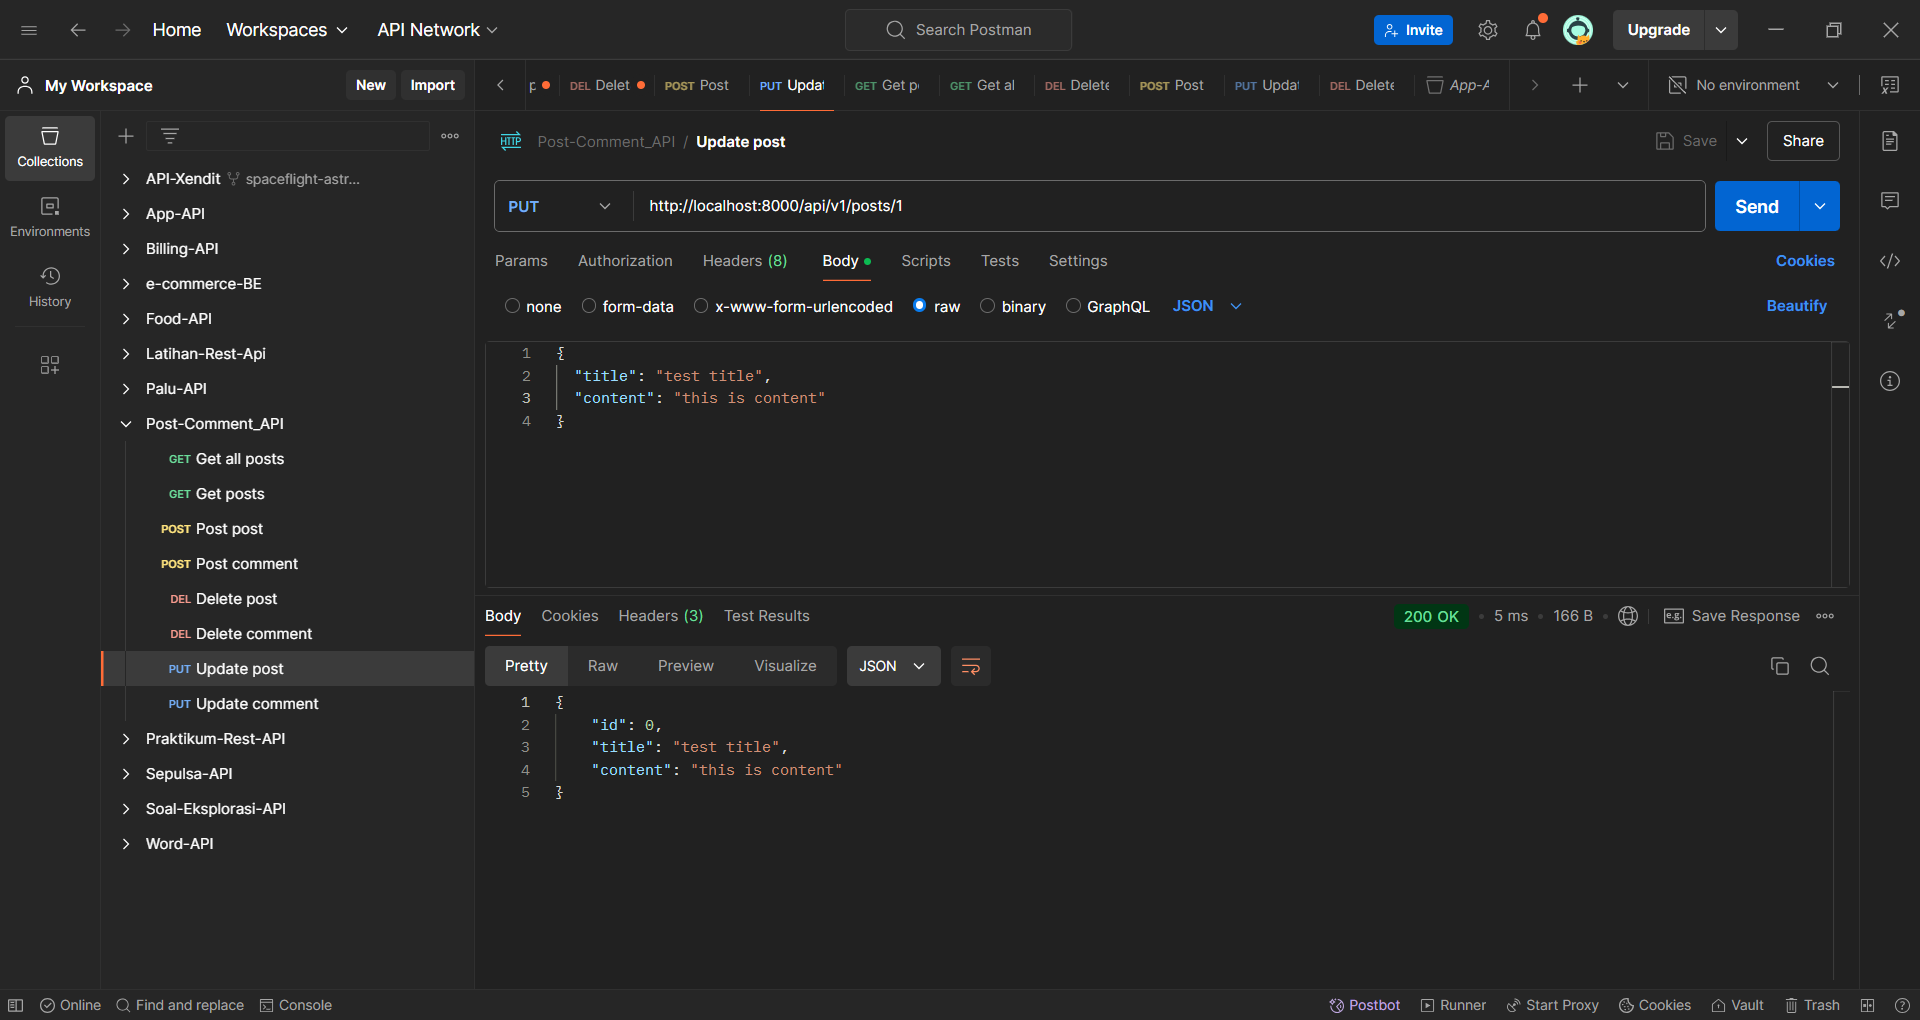 Home Workspaces API Network Search Postman Invite Upgrade
My Workspace New Import
DEL Delet POST Post PUT Updat GET Get p GET Get al DEL Delete POST Post PUT Updat DEL Delete App-A No environment
Collections
Environments
History
API-Xendit spaceflight-astr...
App-API
Billing-API
e-commerce-BE
Food-API
Latihan-Rest-Api
Palu-API
Post-Comment_API
GET Get all posts
GET Get posts
POST Post post
POST Post comment
DEL Delete post
DEL Delete comment
PUT Update post
PUT Update comment
Praktikum-Rest-API
Sepulsa-API
Soal-Eksplorasi-API
Word-API
HTTP Post-Comment_API / Update post Save Share
PUT http://localhost:8000/api/v1/posts/1 Send
Params Authorization Headers (8) Body Scripts Tests Settings Cookies
none form-data x-www-form-urlencoded raw binary GraphQL JSON Beautify
1 {
2 "title": "test title",
3 "content": "this is content"
4 }
Body Cookies Headers (3) Test Results 200 OK 5 ms 166 B e.g. Save Response
Pretty Raw Preview Visualize JSON
1 {
2 "id": 0,
3 "title": "test title",
4 "content": "this is content"
5 }
Online Find and replace Console Postbot Runner Start Proxy Cookies Vault Trash